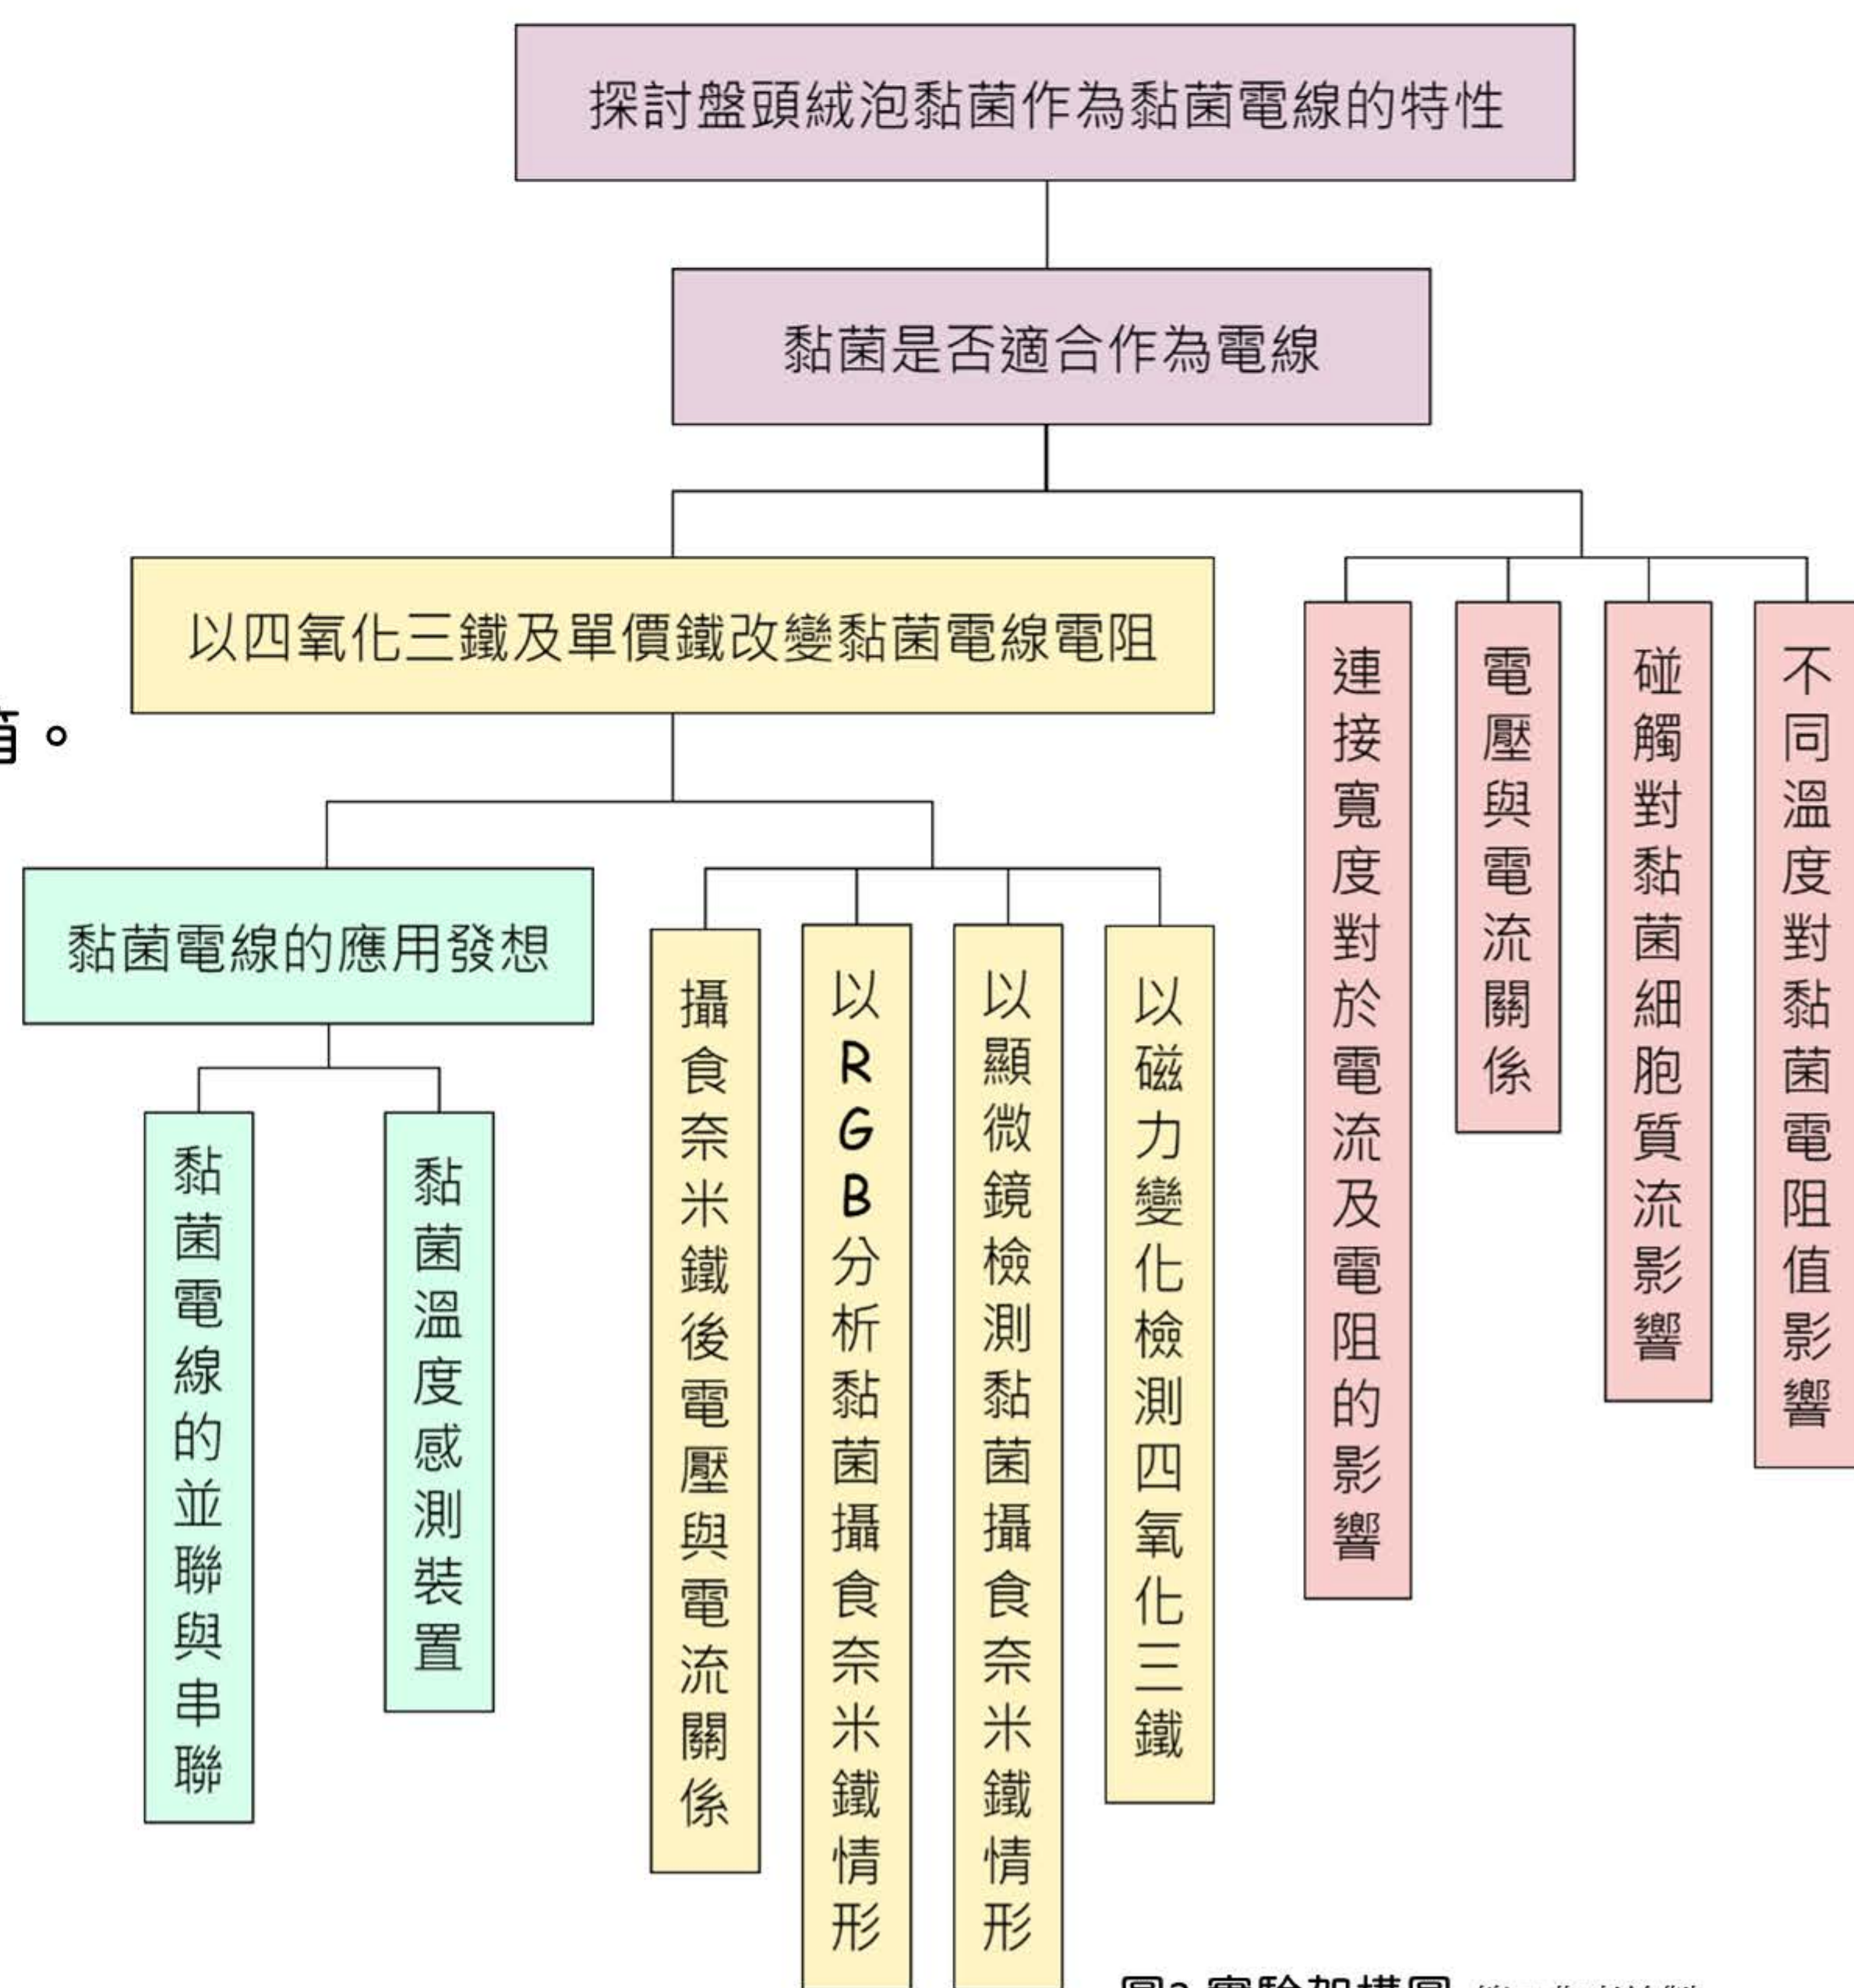 探討盤頭絨泡黏菌作為黏菌電線的特性
黏菌是否適合作為電線
以四氧化三鐵及單價鐵改變黏菌電線電阻
值。
黏菌電線的應用發想
黏菌電線的並聯與串聯
黏菌溫度感測裝置
攝食奈米鐵後電壓與電流關係
以RGB分析黏菌攝食奈米鐵情形
以顯微鏡檢測黏菌攝食奈米鐵情形
以磁力變化檢測四氧化三鐵
連接寬度對於電流及電阻的影響
電壓與電流關係
碰觸對黏菌細胞質流影響
不同溫度對黏菌電阻值影響
實驗架構圖